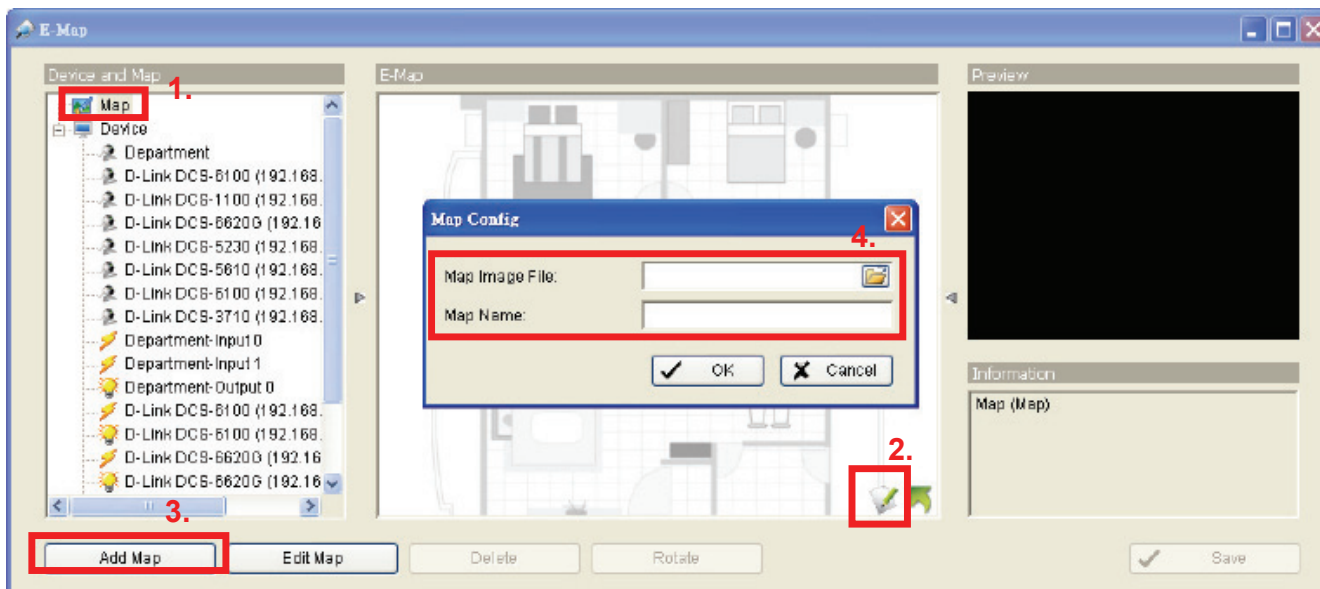 E-Map
Device and Map
1.
Map
Device
Department
D-Link DCS-6100 (192.168.
D-Link DCS-1100 (192.168.
D-Link DCS-6620G (192.16
D-Link DCS-5230 (192.168.
D-Link DCS-5610 (192.168.
D-Link DCS-6100 (192.168.
D-Link DCS-3710 (192.168.
Department-Input 0
Department-Input 1
Department-Output 0
D-Link DCS-6100 (192.168.
D-Link DCS-6100 (192.168.
D-Link DCS-6620G (192.16
D-Link DCS-6620G (192.16
3.
E-Map
Map Config
4.
Map Image File:
Map Name:
OK
Cancel
2.
Preview
Information
Map (Map)
Add Map
Edit Map
Delete
Rotate
Save